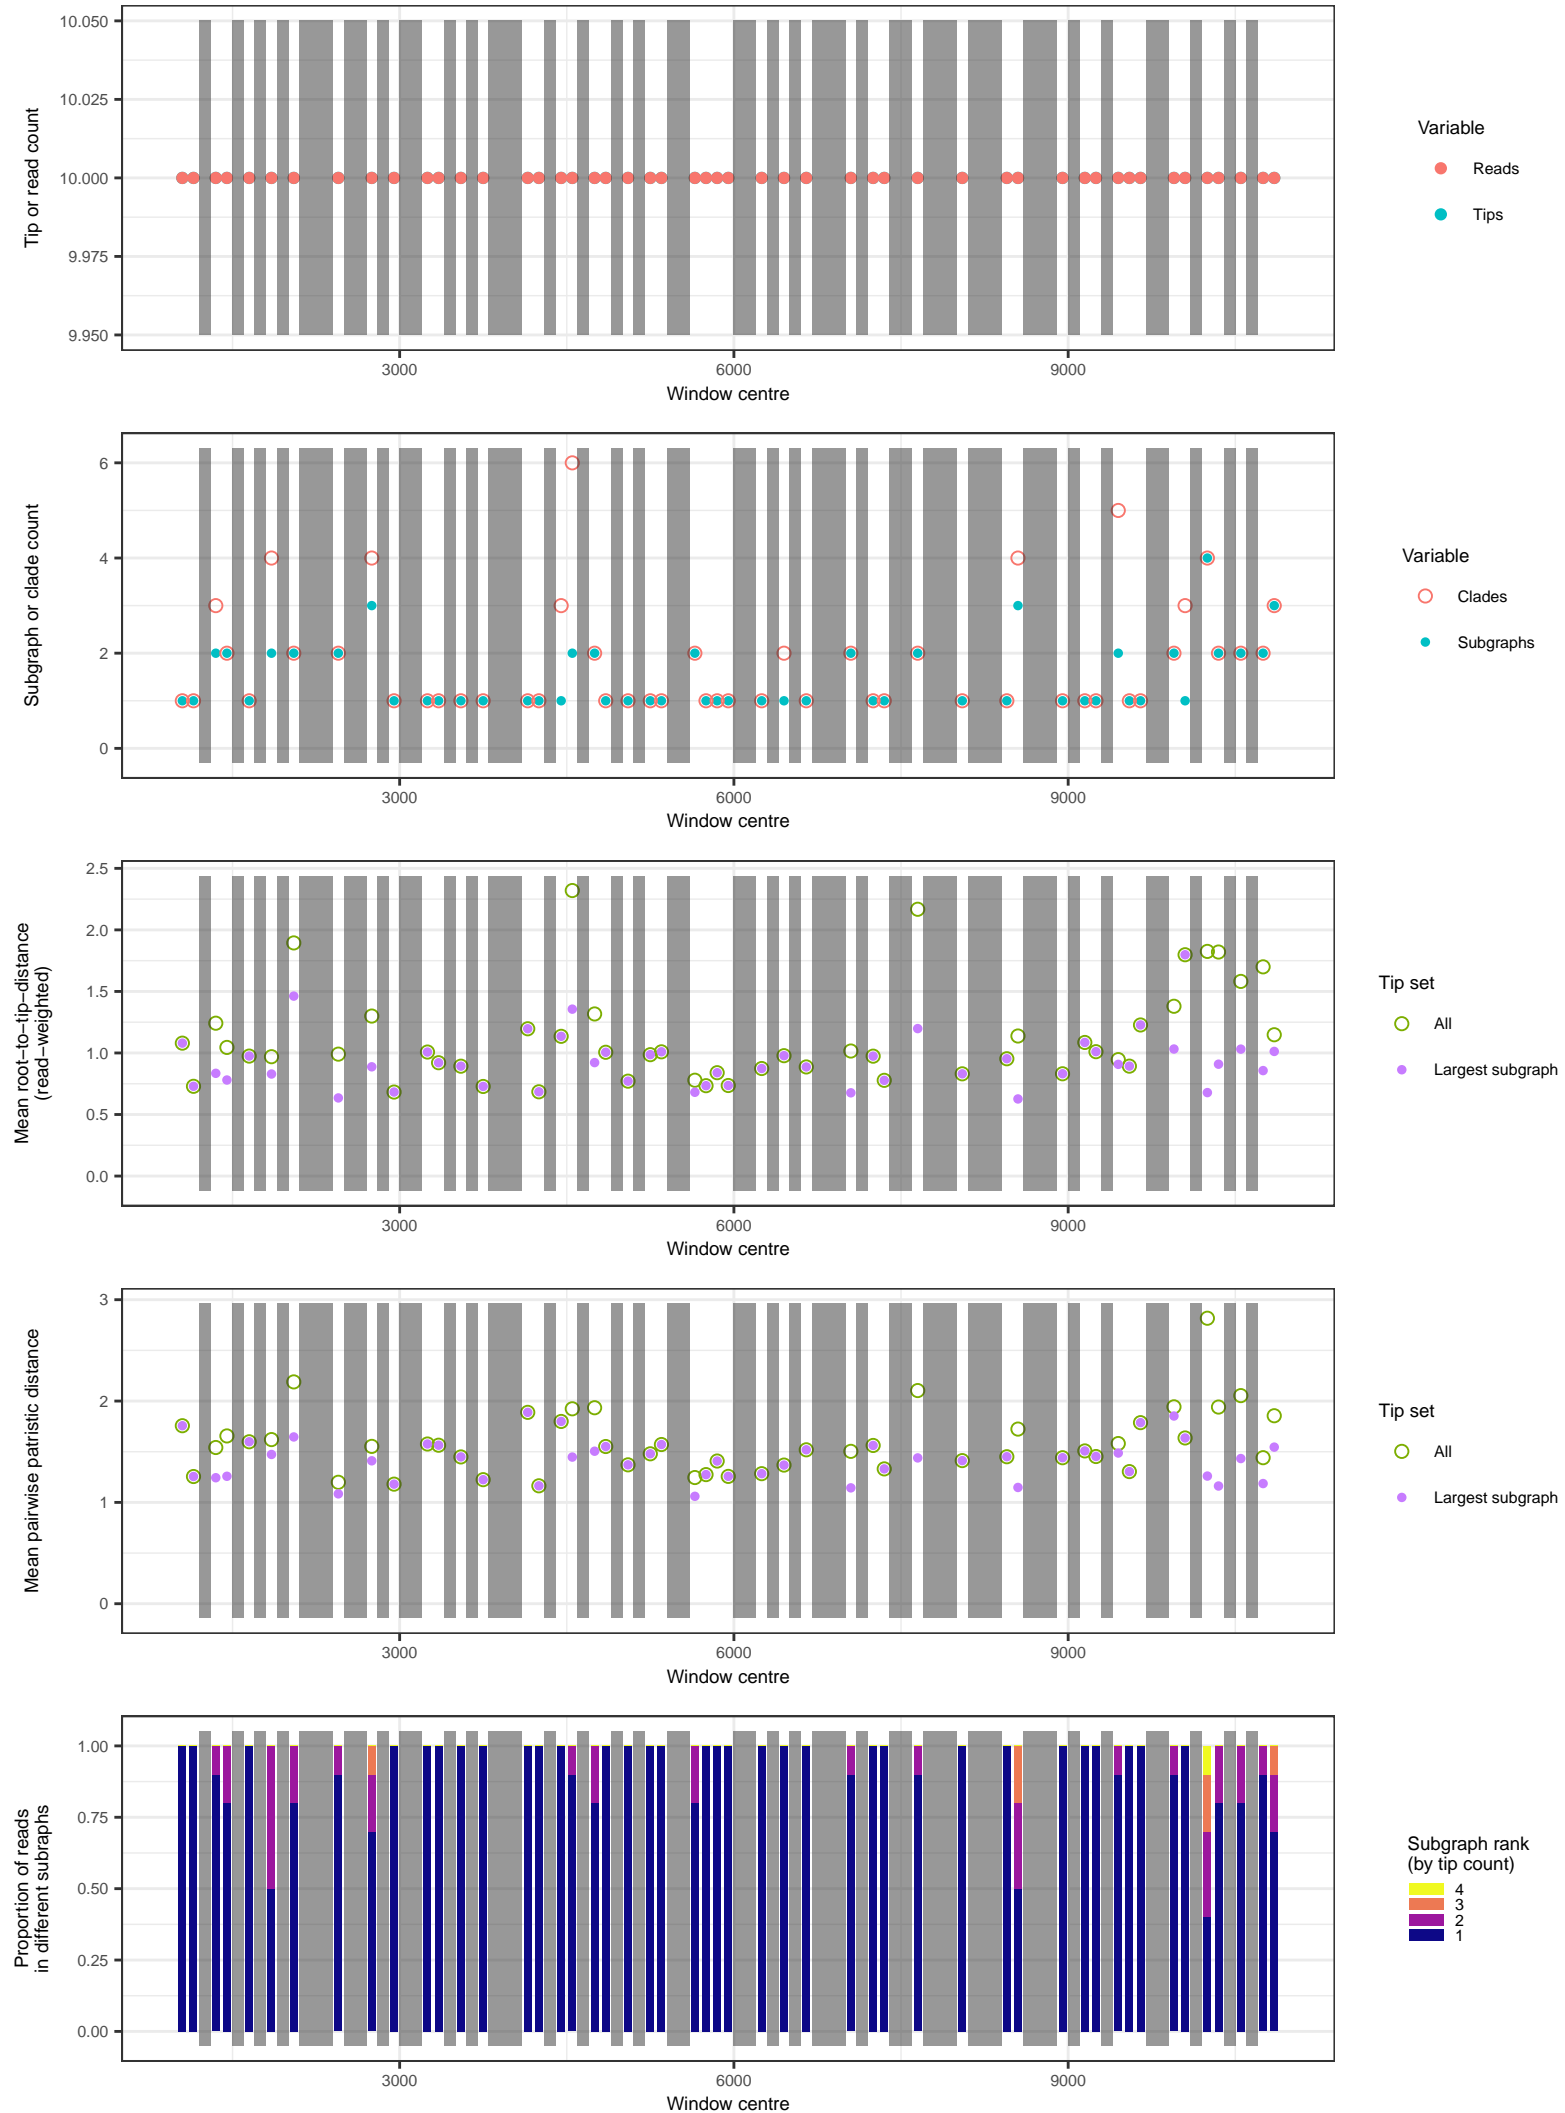 10.050
10.025
10.000
9.975
9.950
Tip or read count
3000 6000 9000
Window centre
Variable
Reads
Tips
6
4
2
0
Subgraph or clade count
3000 6000 9000
Window centre
Variable
Clades
Subgraphs
2.5
2.0
1.5
1.0
0.5
0.0
Mean root−to−tip−distance
(read−weighted)
3000 6000 9000
Window centre
Tip set
All
Largest subgraph
3
2
1
0
Mean pairwise patristic distance
3000 6000 9000
Window centre
Tip set
All
Largest subgraph
1.00
0.75
0.50
0.25
0.00
Proportion of reads
in different subraphs
3000 6000 9000
Window centre
Subgraph rank
(by tip count)
4
3
2
1